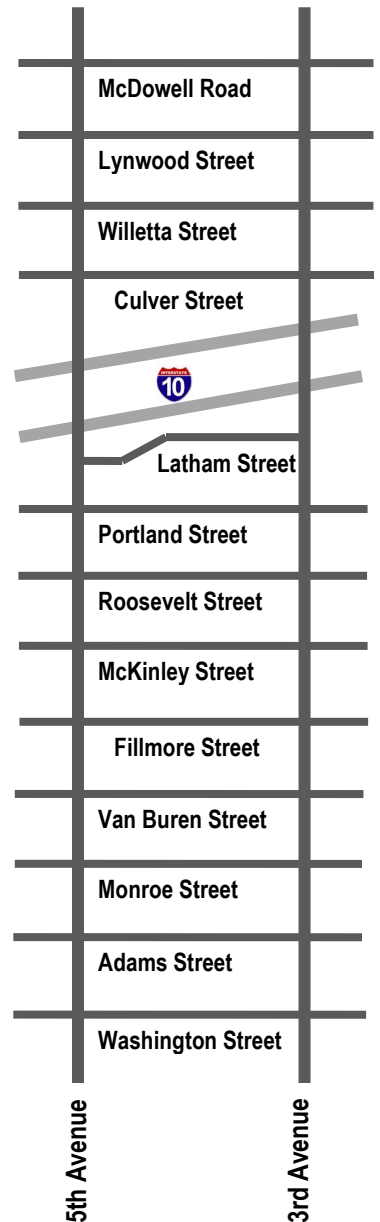 McDowell Road
Lynwood Street
Willetta Street
Culver Street
INTERSTATE
10
Latham Street
Portland Street
Roosevelt Street
McKinley Street
Fillmore Street
Van Buren Street
Monroe Street
Adams Street
Washington Street
5th Avenue
3rd Avenue